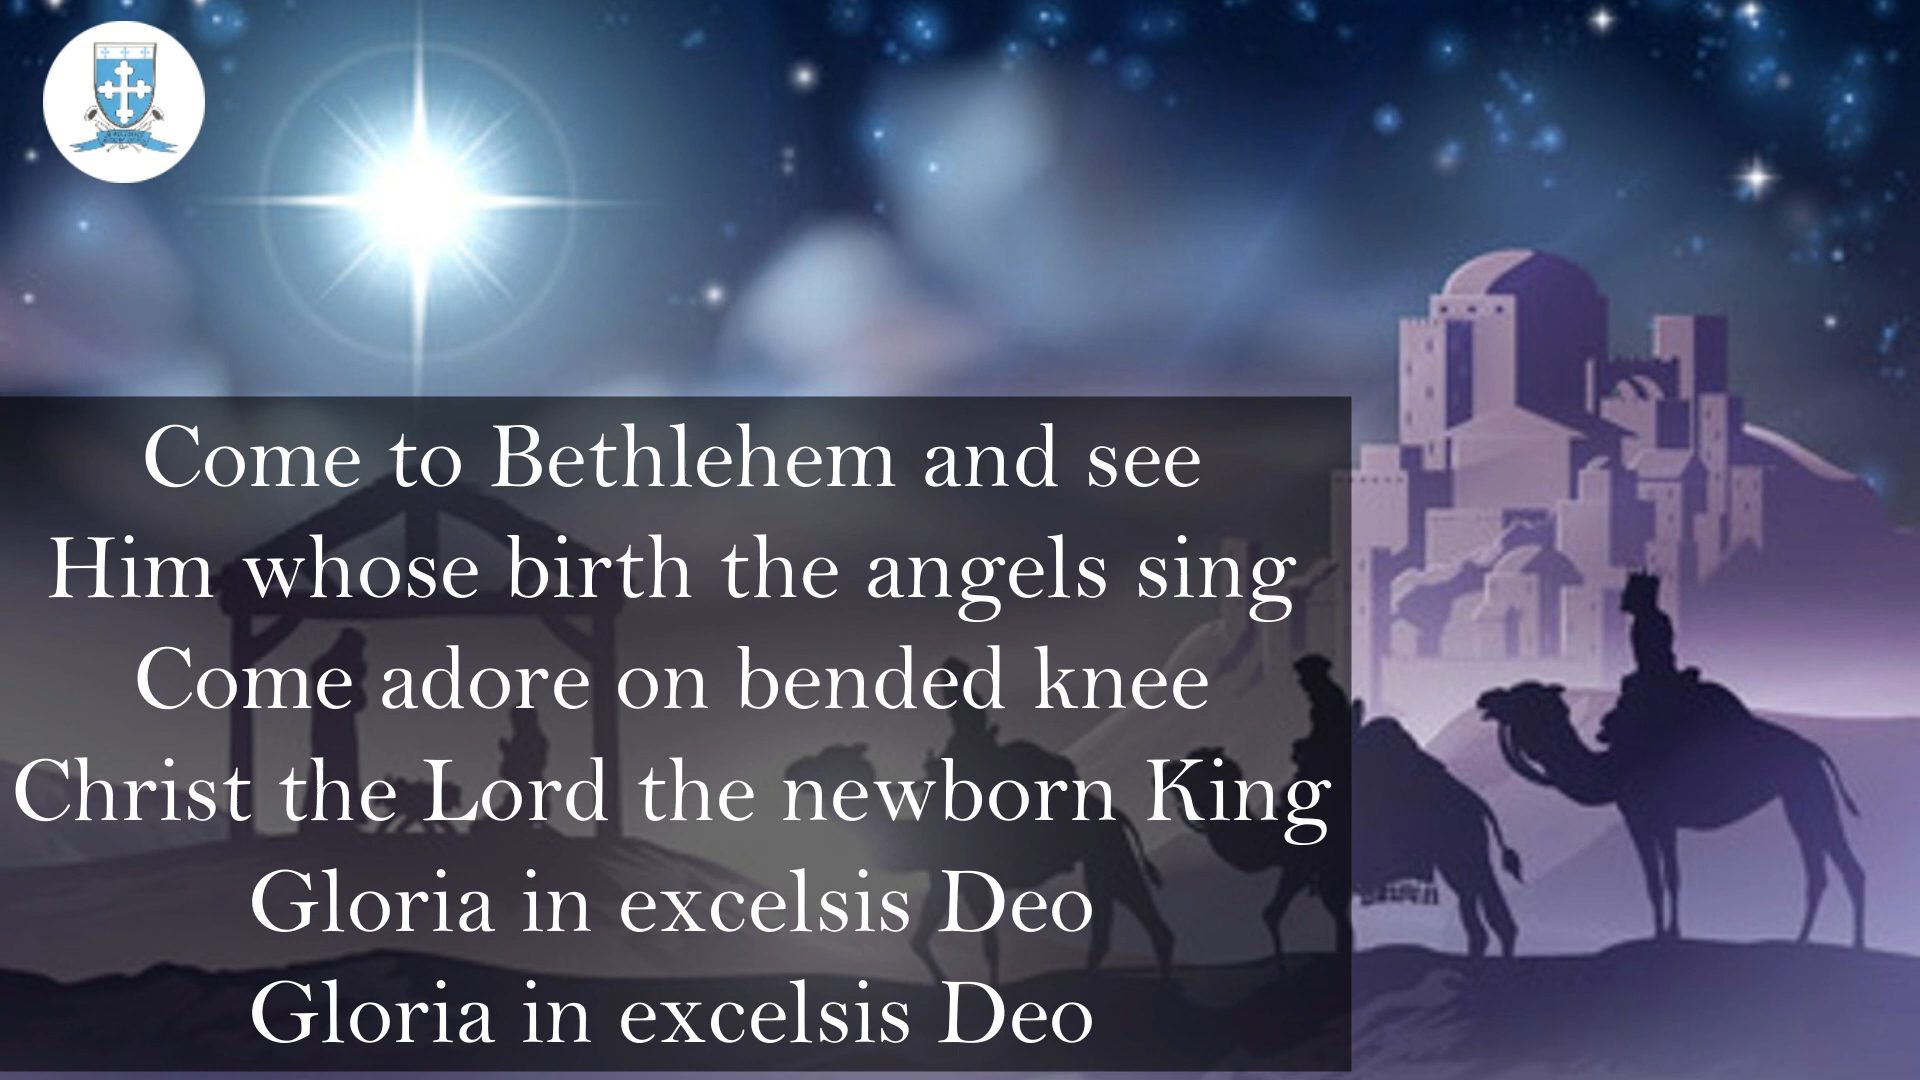 Come to Bethlehem and see
Him whose birth the angels sing
Come adore on bended knee
Christ the Lord the newborn King
Gloria in excelsis Deo
Gloria in excelsis Deo